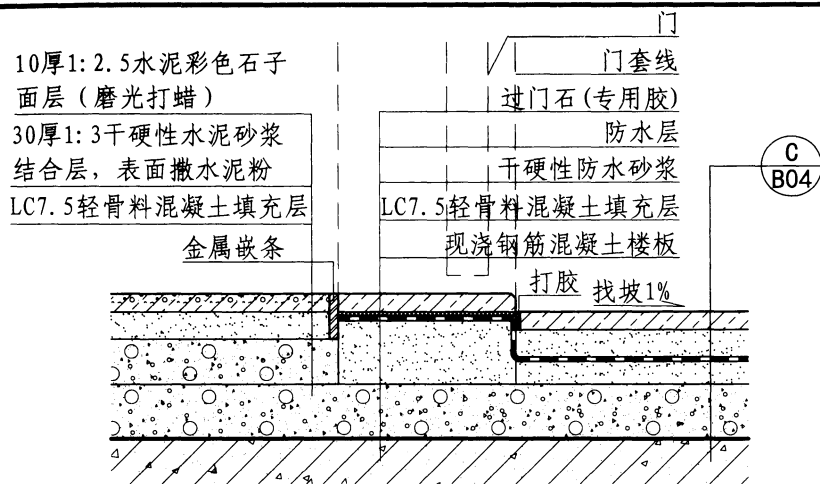 10厚1:2.5水泥彩色石子
面层(磨光打蜡)
30厚1:3干硬性水泥砂浆
结合层,表面撒水泥粉
LC7.5轻骨料混凝土填充层
金属嵌条
门
门套线
过门石(专用胶)
防水层
干硬性防水砂浆
LC7.5轻骨料混凝土填充层
现浇钢筋混凝土楼板
打胶
找坡1%
C
B04